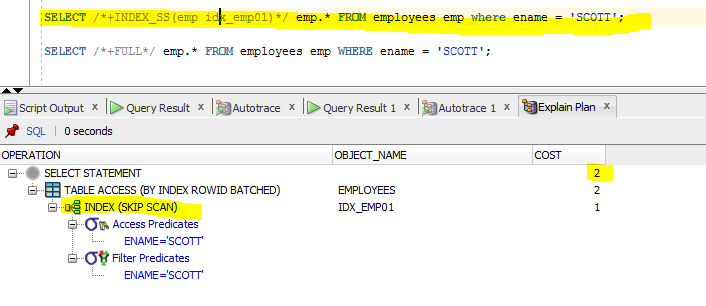 SELECT /*+INDEX_SS(emp idx_emp01)*/ emp.* FROM employees emp where ename = 'SCOTT';
SELECT /*+FULL*/ emp.* FROM employees emp WHERE ename = 'SCOTT';
Script Output x Query Result x Autotrace x Query Result 1 x Autotrace 1 x Explain Plan x
SQL | 0 seconds
OPERATION OBJECT_NAME COST
SELECT STATEMENT 2
TABLE ACCESS (BY INDEX ROWID BATCHED) EMPLOYEES 2
INDEX (SKIP SCAN) IDX_EMP01 1
Access Predicates
ENAME='SCOTT'
Filter Predicates
ENAME='SCOTT'